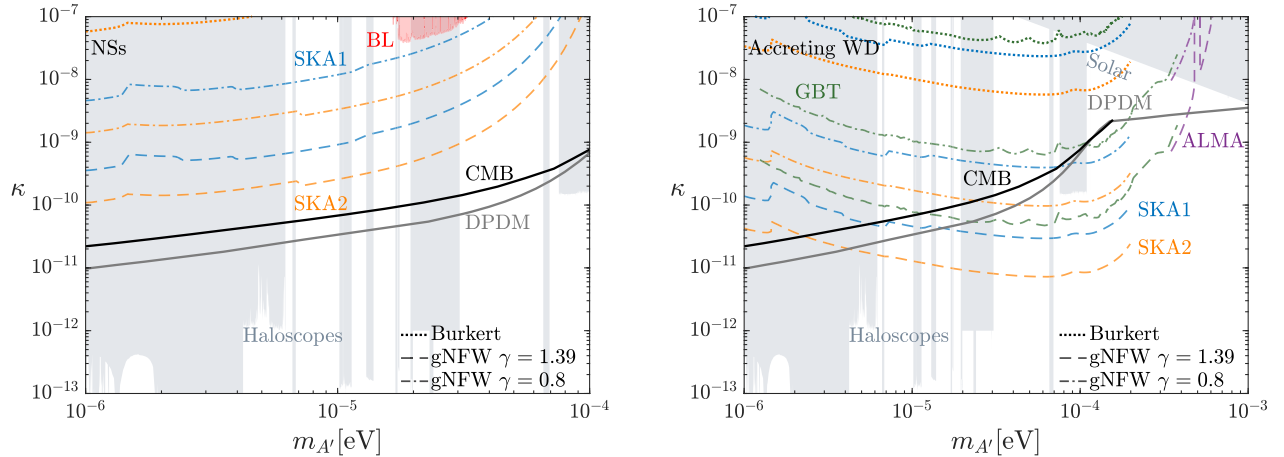 10^-7
10^-8
10^-9
10^-10
10^-11
10^-12
10^-13
κ
NSs
BL
SKA1
SKA2
CMB
DPDM
Haloscopes
Burkert
gNFW γ = 1.39
gNFW γ = 0.8
10^-6
10^-5
10^-4
m_A′[eV]
10^-7
10^-8
10^-9
10^-10
10^-11
10^-12
10^-13
κ
Accreting WD
Solar
GBT
DPDM
ALMA
CMB
SKA1
SKA2
Haloscopes
Burkert
gNFW γ = 1.39
gNFW γ = 0.8
10^-6
10^-5
10^-4
10^-3
m_A′[eV]